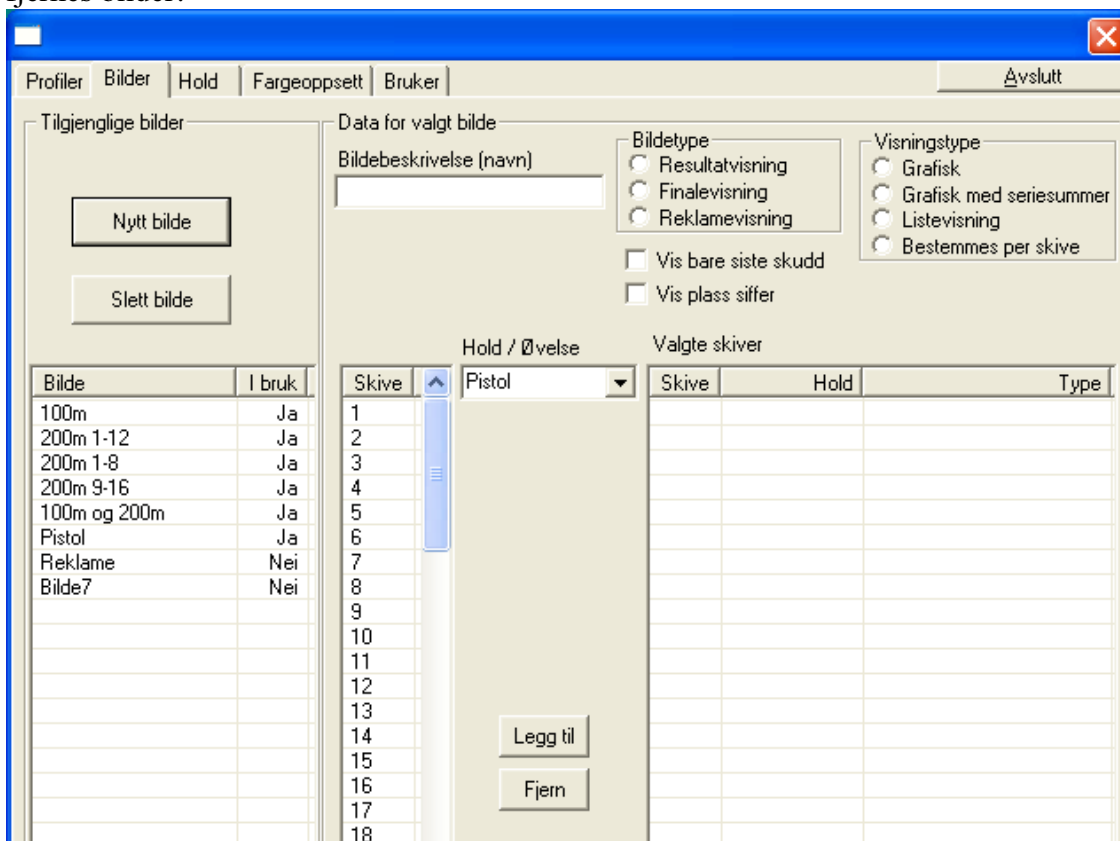 fjernes bilder.
Profiler Bilder Hold Fargeoppsett Bruker Avslutt
Tilgjenglige bilder
Nytt bilde
Slett bilde
Bilde I bruk
100m Ja
200m 1-12 Ja
200m 1-8 Ja
200m 9-16 Ja
100m og 200m Ja
Pistol Ja
Reklame Nei
Bilde7 Nei
Data for valgt bilde
Bildebeskrivelse (navn)
Bildetype
Resultatvisning
Finalevisning
Reklamevisning
Visningstype
Grafisk
Grafisk med seriesummer
Listevisning
Bestemmes per skive
Vis bare siste skudd
Vis plass siffer
Skive
1
2
3
4
5
6
7
8
9
10
11
12
13
14
15
16
17
18
Hold / Øvelse
Pistol
Legg til
Fjern
Valgte skiver
Skive Hold Type